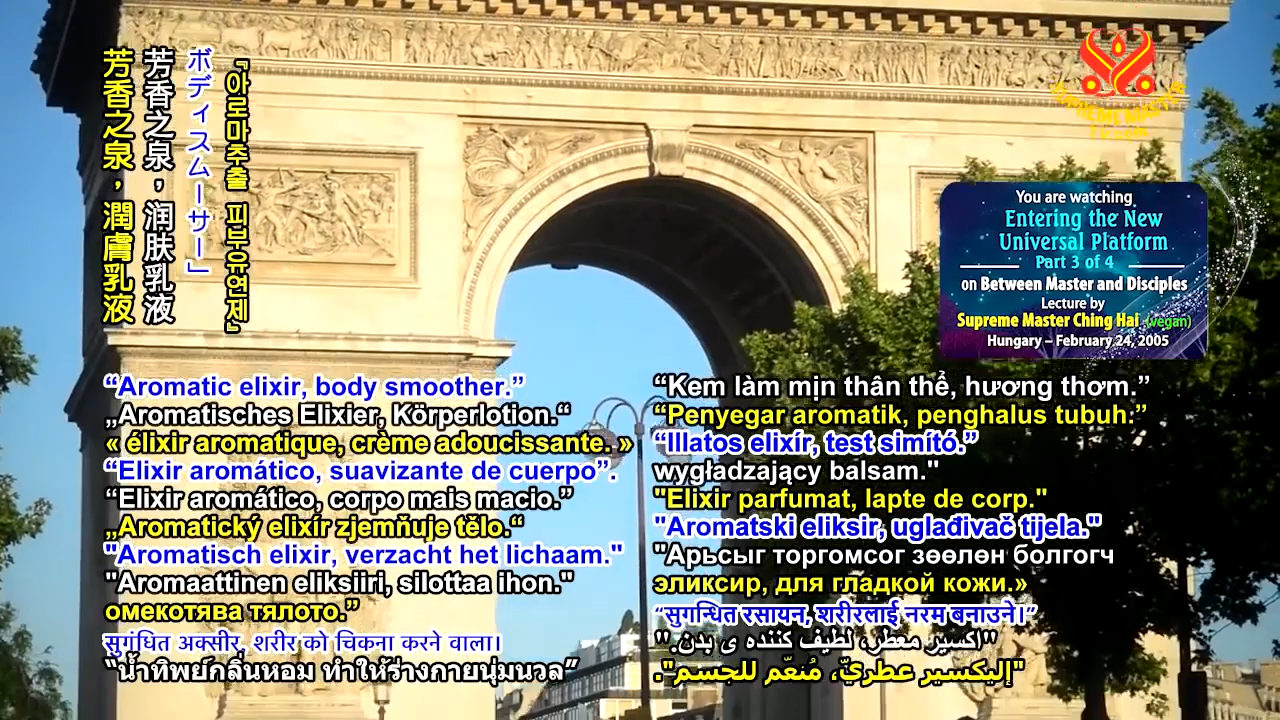 芳香之泉，潤膚乳液
芳香之泉，润肤乳液
ボディスムーサー」
『아로마추출 피부유연제』
SUPREME MASTER
TELEVISION
You are watching
Entering the New
Universal Platform
Part 3 of 4
on Between Master and Disciples
Lecture by
Supreme Master Ching Hai (vegan)
Hungary – February 24, 2005
“Aromatic elixir, body smoother.”
„Aromatisches Elixier, Körperlotion.“
« élixir aromatique, crème adoucissante. »
“Elixir aromático, suavizante de cuerpo”.
“Elixir aromático, corpo mais macio.”
„Aromatický elixír zjemňuje tělo.“
"Aromatisch elixir, verzacht het lichaam."
"Aromaattinen eliksiiri, silottaa ihon."
омекотява тялото.”
सुगंधित अक्सीर, शरीर को चिकना करने वाला।
“น้ำทิพย์กลิ่นหอม ทำให้ร่างกายนุ่มนวล”
“Kem làm mịn thân thể, hương thơm.”
“Penyegar aromatik, penghalus tubuh.”
“Illatos elixír, test simító.”
wygładzający balsam."
"Elixir parfumat, lapte de corp."
"Aromatski eliksir, uglađivač tijela."
"Арьсыг торгомсог зөөлөн болгогч
эликсир, для гладкой кожи.»
“सुगन्धित रसायन, शरीरलाई नरम बनाउने।”
"اکسیر معطر، لطیف کننده ی بدن."
"إليكسير عطريّ، مُنعّم للجسم".